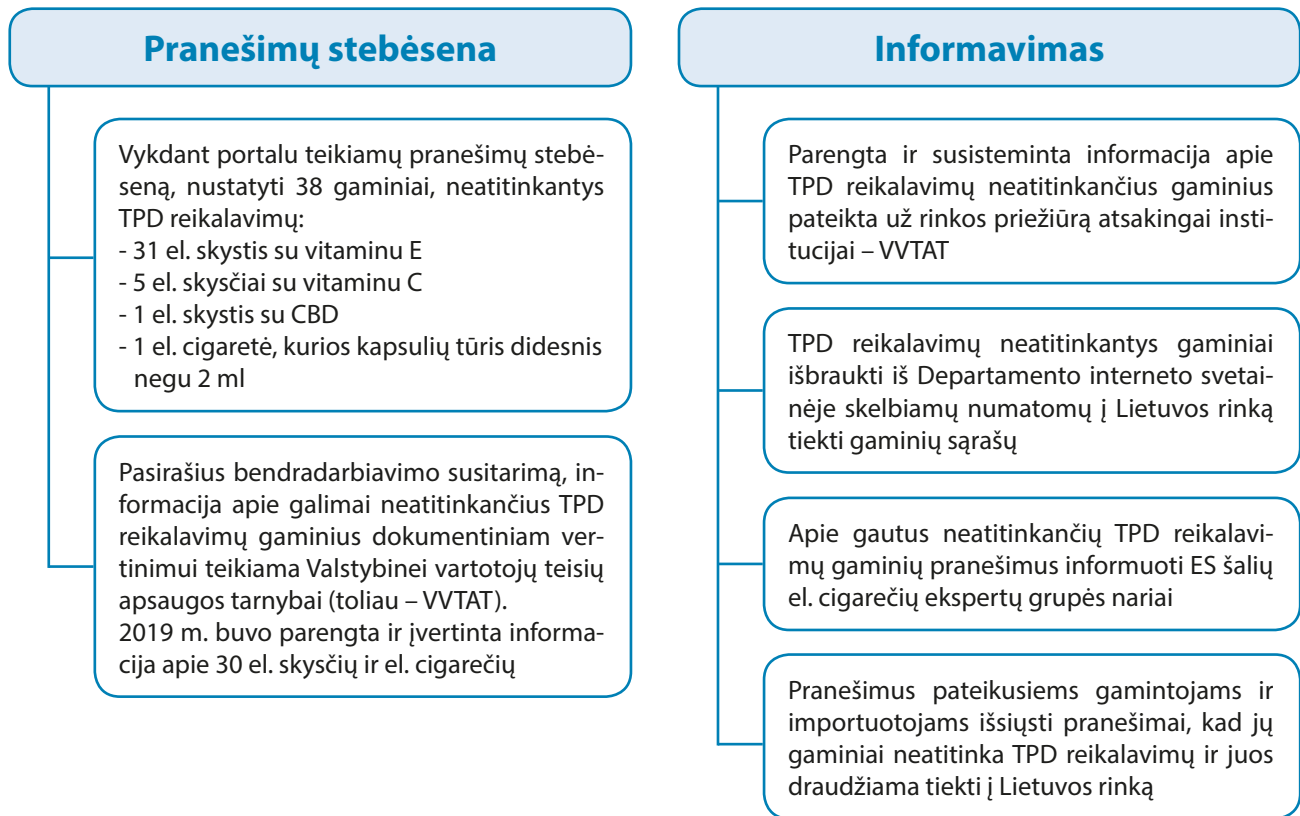 Pranešimų stebėsena
Vykdant portalu teikiamų pranešimų stebė-
seną, nustatyti 38 gaminiai, neatitinkantys
TPD reikalavimų:
- 31 el. skystis su vitaminu E
- 5 el. skysčiai su vitaminu C
- 1 el. skystis su CBD
- 1 el. cigaretė, kurios kapsulių tūris didesnis
negu 2 ml
Pasirašius bendradarbiavimo susitarimą, in-
formacija apie galimai neatitinkančius TPD
reikalavimų gaminius dokumentiniam ver-
tinimui teikiama Valstybinei vartotojų teisių
apsaugos tarnybai (toliau – VVTAT).
2019 m. buvo parengta ir įvertinta informa-
cija apie 30 el. skysčių ir el. cigarečių
Informavimas
Parengta ir susisteminta informacija apie
TPD reikalavimų neatitinkančius gaminius
pateikta už rinkos priežiūrą atsakingai insti-
tucijai – VVTAT
TPD reikalavimų neatitinkantys gaminiai
išbraukti iš Departamento interneto svetai-
nėje skelbiamų numatomų į Lietuvos rinką
tiekti gaminių sąrašų
Apie gautus neatitinkančių TPD reikalavi-
mų gaminių pranešimus informuoti ES šalių
el. cigarečių ekspertų grupės nariai
Pranešimus pateikusiems gamintojams ir
importuotojams išsiųsti pranešimai, kad jų
gaminiai neatitinka TPD reikalavimų ir juos
draudžiama tiekti į Lietuvos rinką